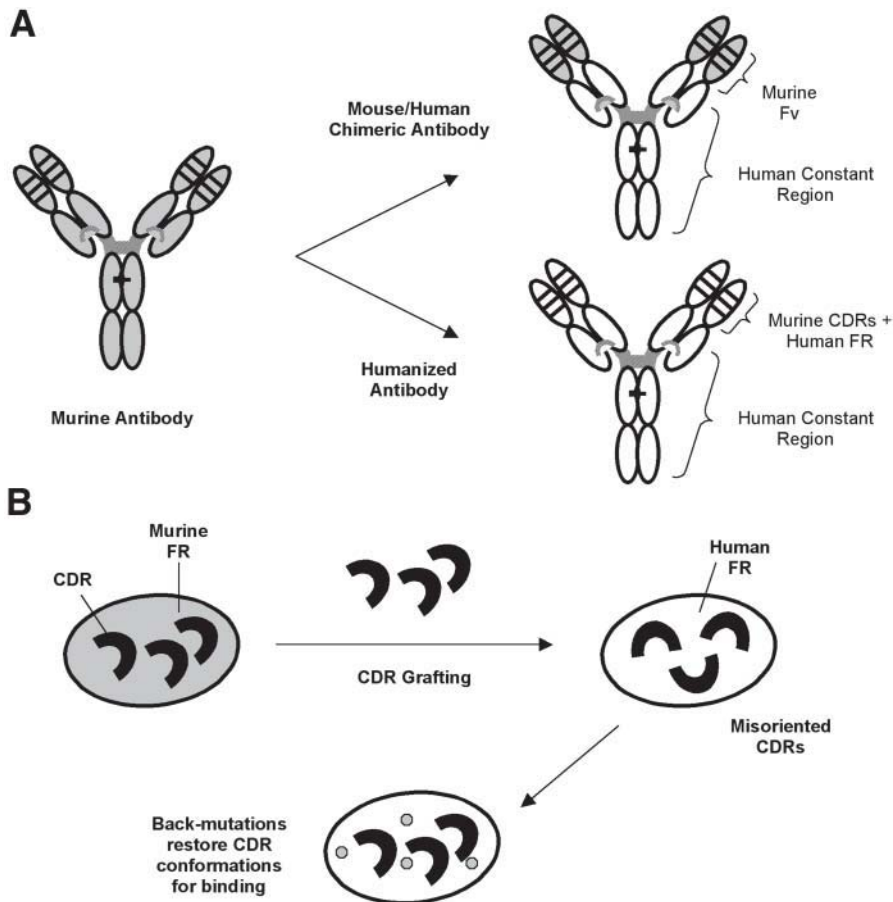 A
Mouse/Human
Chimeric Antibody
Murine
Fv
Human Constant
Region
Murine Antibody
Humanized
Antibody
Murine CDRs +
Human FR
Human Constant
Region
B
CDR
Murine
FR
CDR Grafting
Human
FR
Misoriented
CDRs
Back-mutations
restore CDR
conformations
for binding